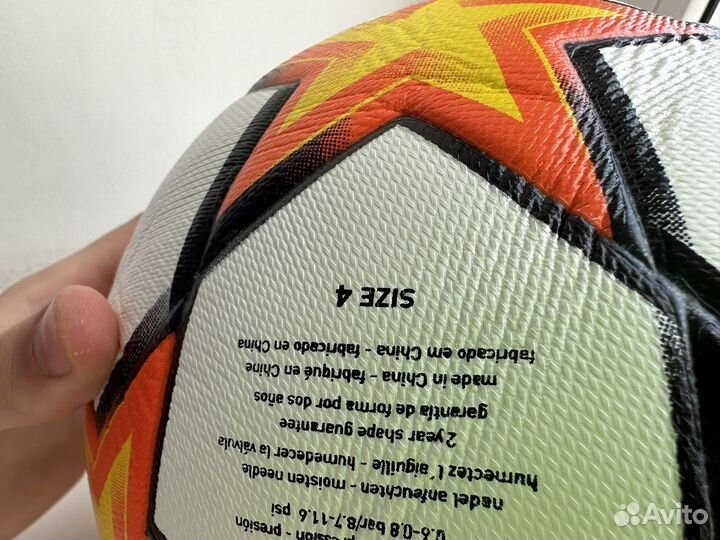 pression - presión
0.6-0.8 bar/8.7-11.6 psi
nadel anfeuchten - moisten needle
humectez l'aiguille - humedecer la válvula
2 year shape guarantee
garantía de forma por dos años
made in China - fabriqué en Chine
fabricado em China - fabricado en China
SIZE 4
Avito